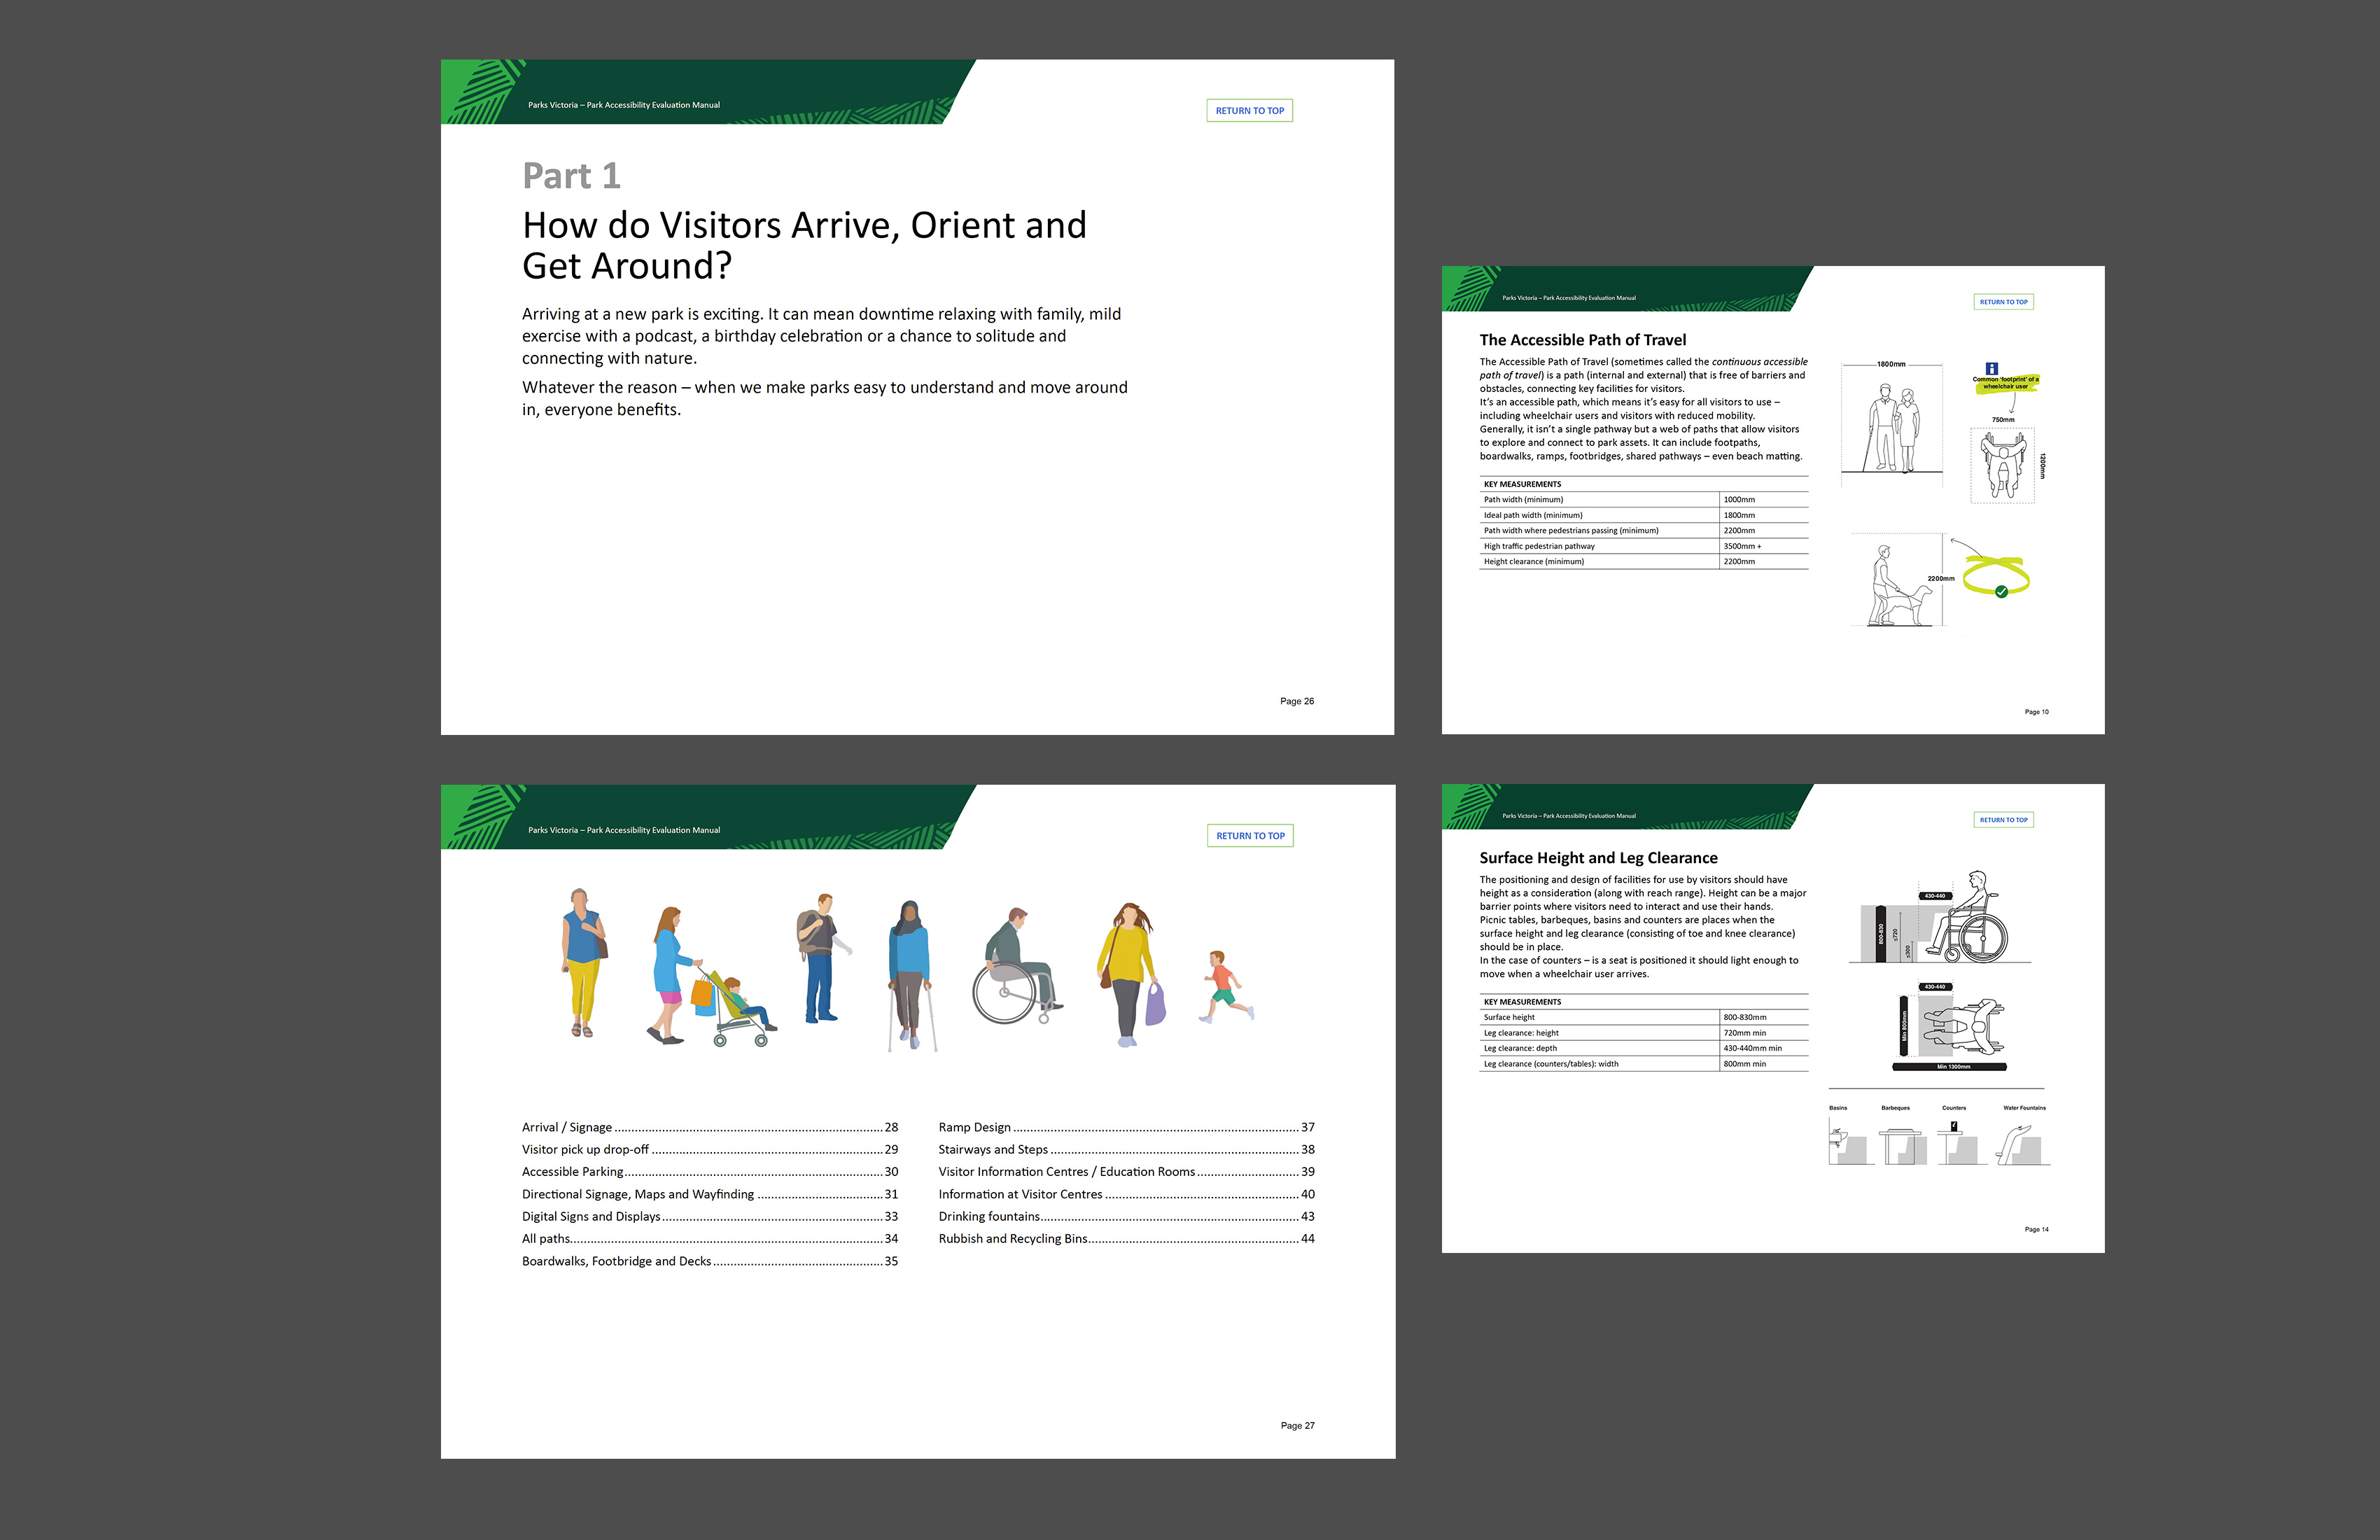 Parks Victoria – Park Accessibility Evaluation Manual
RETURN TO TOP
Part 1
How do Visitors Arrive, Orient and
Get Around?
Arriving at a new park is exciting. It can mean downtime relaxing with family, mild
exercise with a podcast, a birthday celebration or a chance to solitude and
connecting with nature.
Whatever the reason – when we make parks easy to understand and move around
in, everyone benefits.
Page 26
Parks Victoria – Park Accessibility Evaluation Manual
RETURN TO TOP
The Accessible Path of Travel
The Accessible Path of Travel (sometimes called the continuous accessible
path of travel) is a path (internal and external) that is free of barriers and
obstacles, connecting key facilities for visitors.
It's an accessible path, which means it's easy for all visitors to use –
including wheelchair users and visitors with reduced mobility.
Generally, it isn't a single pathway but a web of paths that allow visitors
to explore and connect to park assets. It can include footpaths,
boardwalks, ramps, footbridges, shared pathways – even beach matting.
KEY MEASUREMENTS
Path width (minimum) 1000mm
Ideal path width (minimum) 1800mm
Path width where pedestrians passing (minimum) 2200mm
High traffic pedestrian pathway 3500mm +
Height clearance (minimum) 2200mm
1800mm
i
Common 'footprint' of a
wheelchair user
750mm
1200mm
2200mm
Page 10
Parks Victoria – Park Accessibility Evaluation Manual
RETURN TO TOP
Arrival / Signage 28
Visitor pick up drop-off 29
Accessible Parking 30
Directional Signage, Maps and Wayfinding 31
Digital Signs and Displays 33
All paths 34
Boardwalks, Footbridge and Decks 35
Ramp Design 37
Stairways and Steps 38
Visitor Information Centres / Education Rooms 39
Information at Visitor Centres 40
Drinking fountains 43
Rubbish and Recycling Bins 44
Page 27
Parks Victoria – Park Accessibility Evaluation Manual
RETURN TO TOP
Surface Height and Leg Clearance
The positioning and design of facilities for use by visitors should have
height as a consideration (along with reach range). Height can be a major
barrier points where visitors need to interact and use their hands.
Picnic tables, barbeques, basins and counters are places when the
surface height and leg clearance (consisting of toe and knee clearance)
should be in place.
In the case of counters – is a seat is positioned it should light enough to
move when a wheelchair user arrives.
KEY MEASUREMENTS
Surface height 800-830mm
Leg clearance: height 720mm min
Leg clearance: depth 430-440mm min
Leg clearance (counters/tables): width 800mm min
430-440
800-830
≤720
≤300
430-440
Min 800mm
Min 1300mm
Basins
Barbeques
Counters
Water Fountains
Page 14